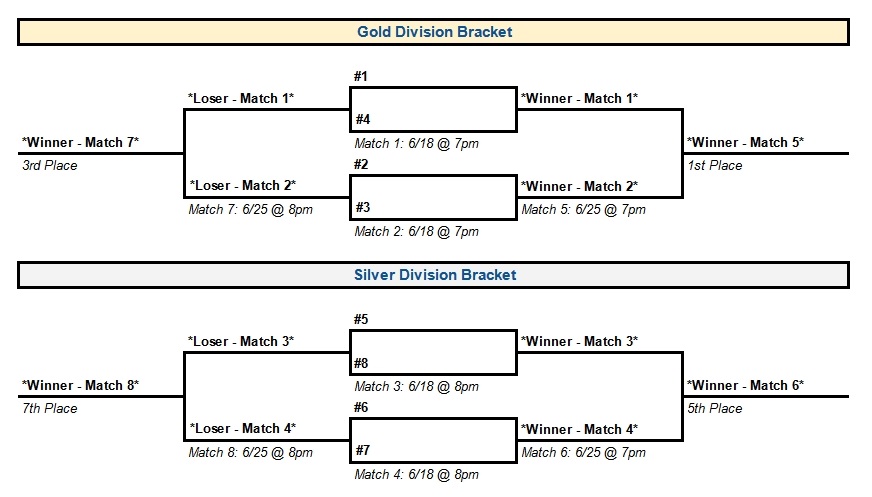 Gold Division Bracket
#1
*Loser - Match 1*
*Winner - Match 1*
#4
*Winner - Match 7*
Match 1: 6/18 @ 7pm
*Winner - Match 5*
3rd Place
#2
1st Place
*Loser - Match 2*
*Winner - Match 2*
Match 7: 6/25 @ 8pm
#3
Match 5: 6/25 @ 7pm
Match 2: 6/18 @ 7pm
Silver Division Bracket
#5
*Loser - Match 3*
*Winner - Match 3*
#8
*Winner - Match 8*
Match 3: 6/18 @ 8pm
*Winner - Match 6*
7th Place
#6
5th Place
*Loser - Match 4*
*Winner - Match 4*
Match 8: 6/25 @ 8pm
#7
Match 6: 6/25 @ 7pm
Match 4: 6/18 @ 8pm